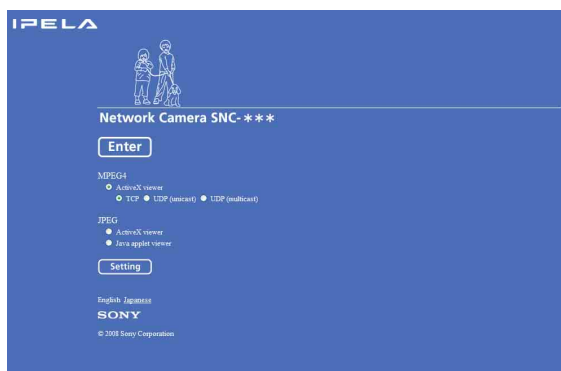 IPELA
Network Camera SNC-***
Enter
MPEG4
ActiveX viewer
TCP UDP (unicast) UDP (multicast)
JPEG
ActiveX viewer
Java applet viewer
Setting
English Japanese
SONY
© 2008 Sony Corporation